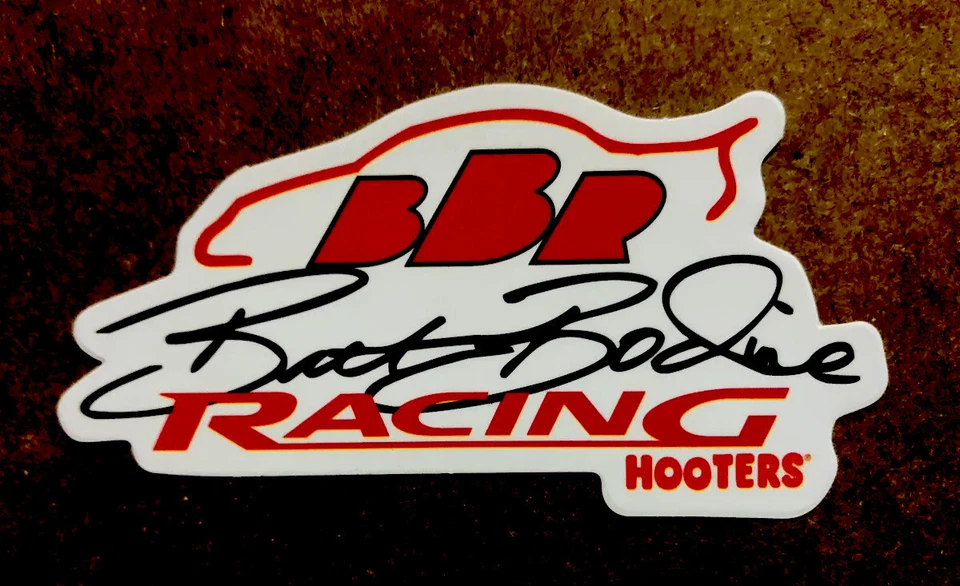 BBR
Brett Bodine
RACING
HOOTERS®